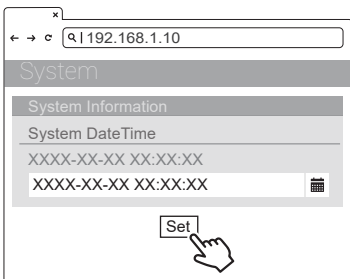 ×
192.168.1.10
System
System Information
System DateTime
XXXX-XX-XX XX:XX:XX
XXXX-XX-XX XX:XX:XX
Set